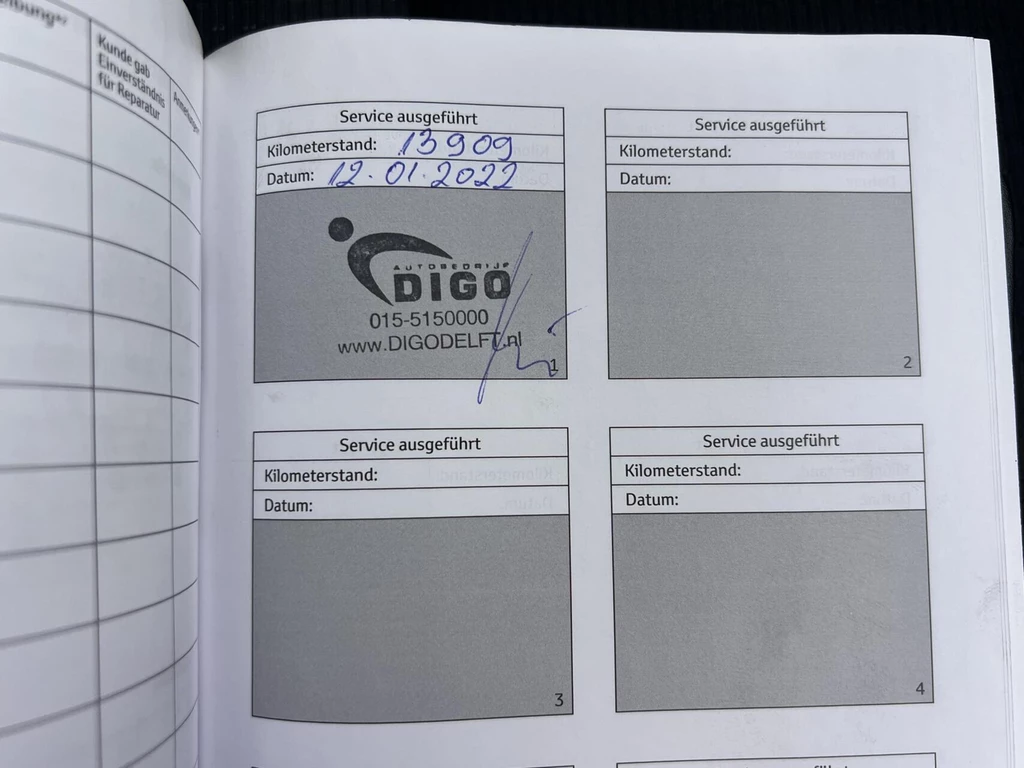 Kunde gab
Einverständnis
für Reparatur
Service ausgeführt
Kilometerstand: 13909
Datum: 12.01.2022
AUTOBEDRIJF
DIGO
015-5150000
www.DIGODELFT.nl
1
Service ausgeführt
Kilometerstand:
Datum:
2
Service ausgeführt
Kilometerstand:
Datum:
3
Service ausgeführt
Kilometerstand:
Datum:
4